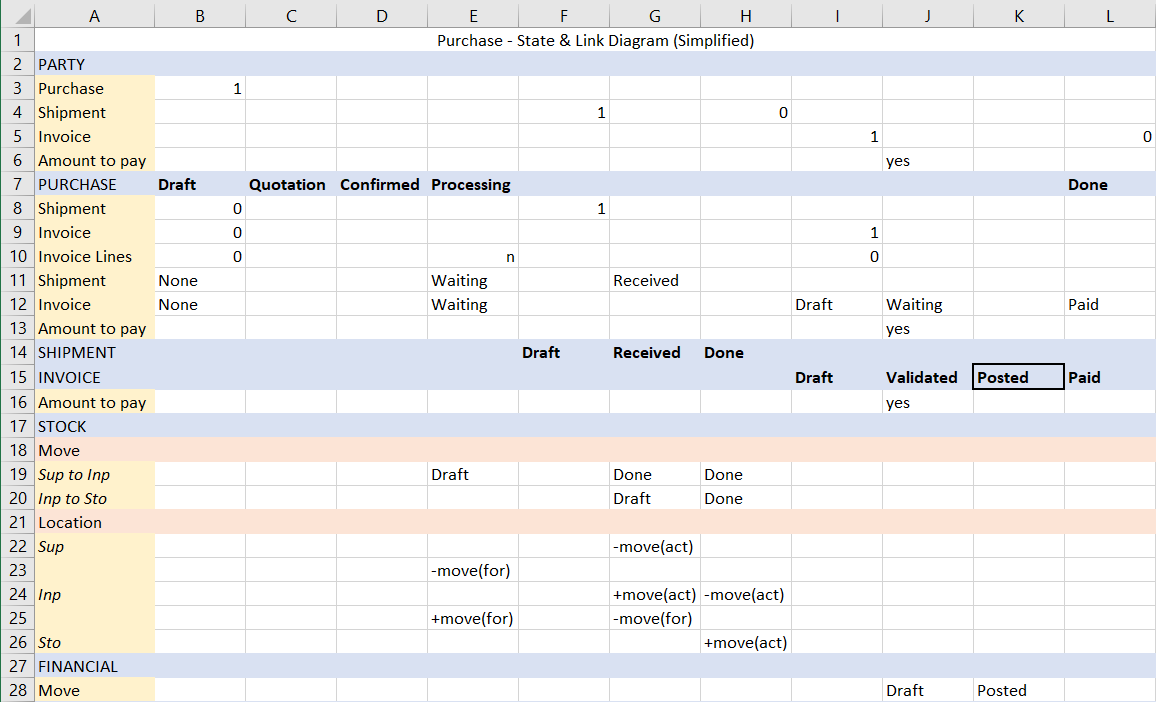 A B C D E F G H I J K L
1 Purchase - State & Link Diagram (Simplified)
2 PARTY
3 Purchase 1
4 Shipment 1 0
5 Invoice 1 0
6 Amount to pay yes
7 PURCHASE Draft Quotation Confirmed Processing Done
8 Shipment 0 1
9 Invoice 0 1
10 Invoice Lines 0 n 0
11 Shipment None Waiting Received
12 Invoice None Waiting Draft Waiting Paid
13 Amount to pay yes
14 SHIPMENT Draft Received Done
15 INVOICE Draft Validated Posted Paid
16 Amount to pay yes
17 STOCK
18 Move
19 Sup to Inp Draft Done Done
20 Inp to Sto Draft Done
21 Location
22 Sup -move(act)
23 -move(for)
24 Inp +move(act) -move(act)
25 +move(for) -move(for)
26 Sto +move(act)
27 FINANCIAL
28 Move Draft Posted